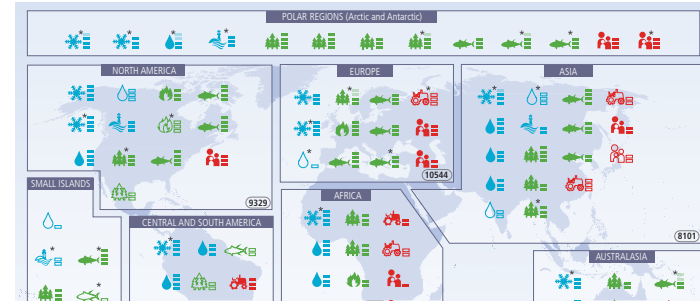 POLAR REGIONS (Arctic and Antarctic)
NORTH AMERICA
EUROPE
ASIA
10544
SMALL ISLANDS
9329
AFRICA
CENTRAL AND SOUTH AMERICA
8101
AUSTRALASIA